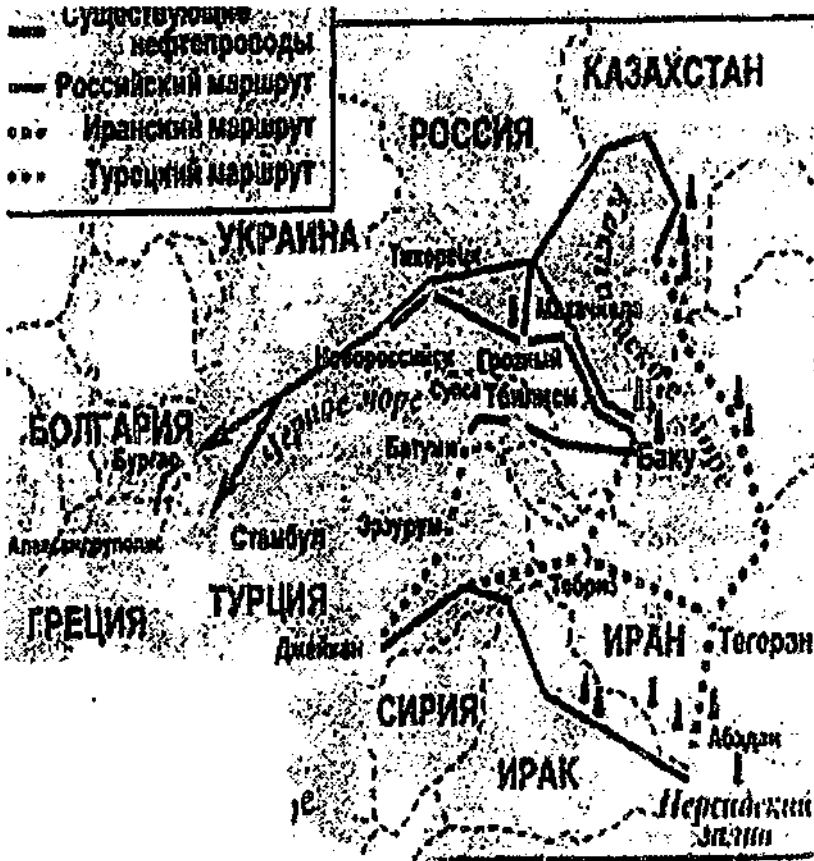 Существующие
нефтепроводы
Российский маршрут
Иранский маршрут
Турецкий маршрут
КАЗАХСТАН
РОССИЯ
УКРАИНА
Тихорецк
Махачкала
Новороссийск
Грозный
Супса
Тбилиси
Черное море
БОЛГАРИЯ
Бургас
Батуми
Баку
Александруполис
Стамбул
Эрзурум
ГРЕЦИЯ
ТУРЦИЯ
Тебриз
Джейхан
ИРАН
Тегеран
СИРИЯ
Абадан
ИРАК
Персидский
залив